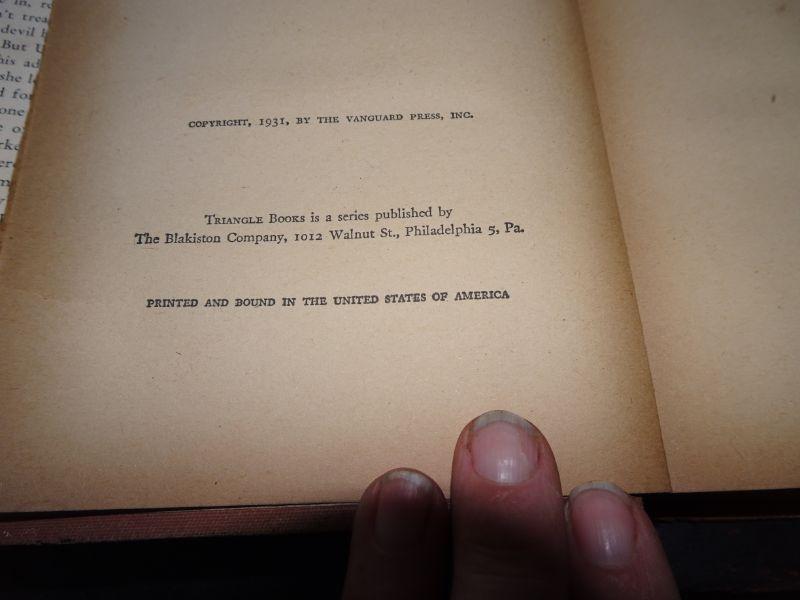 COPYRIGHT, 1931, BY THE VANGUARD PRESS, INC.
TRIANGLE BOOKS is a series published by
The Blakiston Company, 1012 Walnut St., Philadelphia 5, Pa.
PRINTED AND BOUND IN THE UNITED STATES OF AMERICA